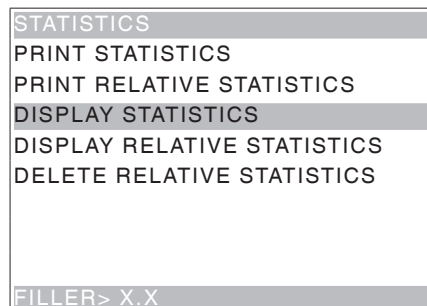 STATISTICS
PRINT STATISTICS
PRINT RELATIVE STATISTICS
DISPLAY STATISTICS
DISPLAY RELATIVE STATISTICS
DELETE RELATIVE STATISTICS
FILLER> X.X